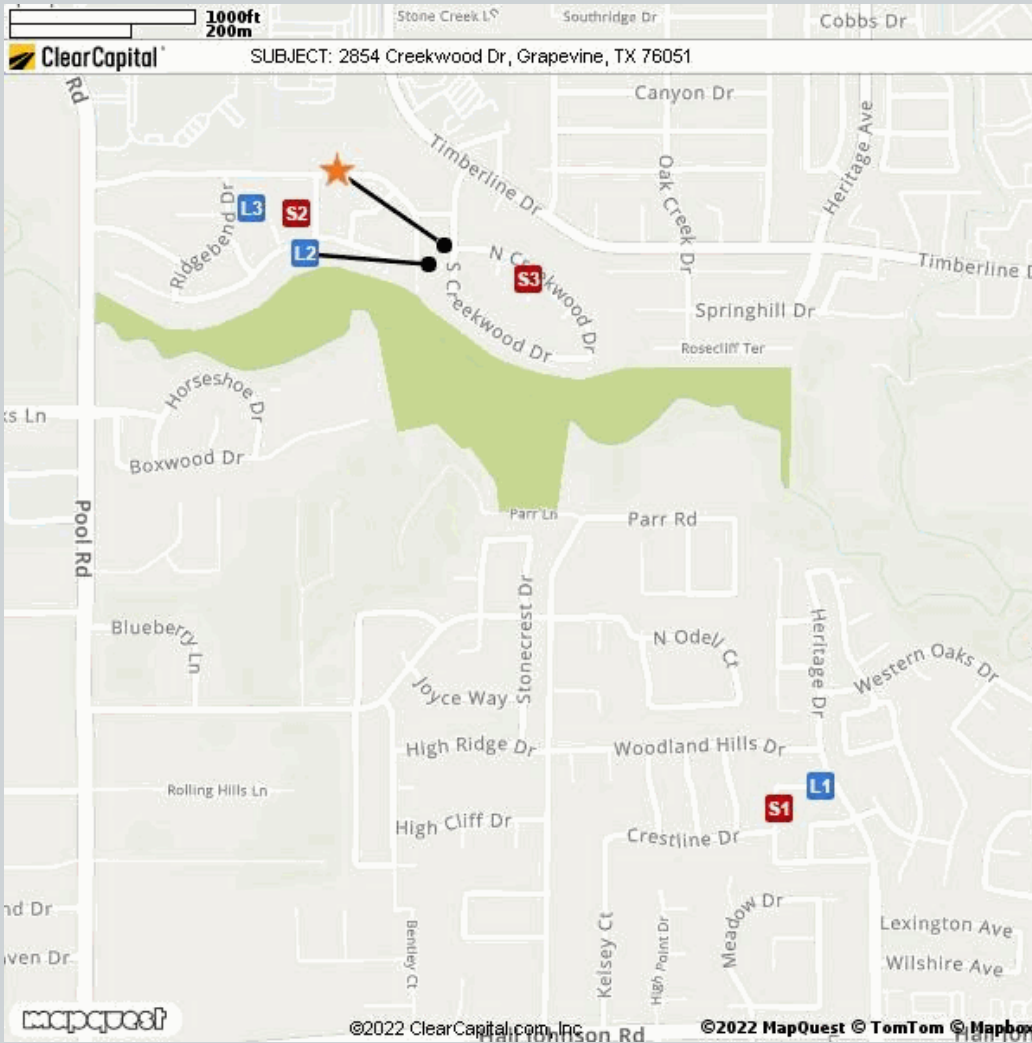 1000ft
200m
Stone Creek Ln
Southridge Dr
Cobbs Dr
ClearCapital
SUBJECT: 2854 Creekwood Dr, Grapevine, TX 76051
Rd
Canyon Dr
Heritage Ave
Timberline Dr
Oak Creek Dr
Ridgebend Dr
L3
S2
L2
N Creekwood Dr
S3
S Creekwood Dr
Timberline D
Springhill Dr
Rosecliff Ter
Horseshoe Dr
ks Ln
Boxwood Dr
Pool Rd
Parr Ln
Parr Rd
Stonecrest Dr
Heritage Dr
Blueberry Ln
N Odell Ct
Western Oaks Dr
Joyce Way
High Ridge Dr
Woodland Hills Dr
Rolling Hills Ln
L1
S1
High Cliff Dr
Crestline Dr
nd Dr
Meadow Dr
Bentley Ct
Kelsey Ct
High Point Dr
Lexington Ave
ven Dr
Wilshire Ave
mapquest
©2022 ClearCapital.com, Inc
Hall Johnson Rd
©2022 MapQuest © TomTom © Mapbox